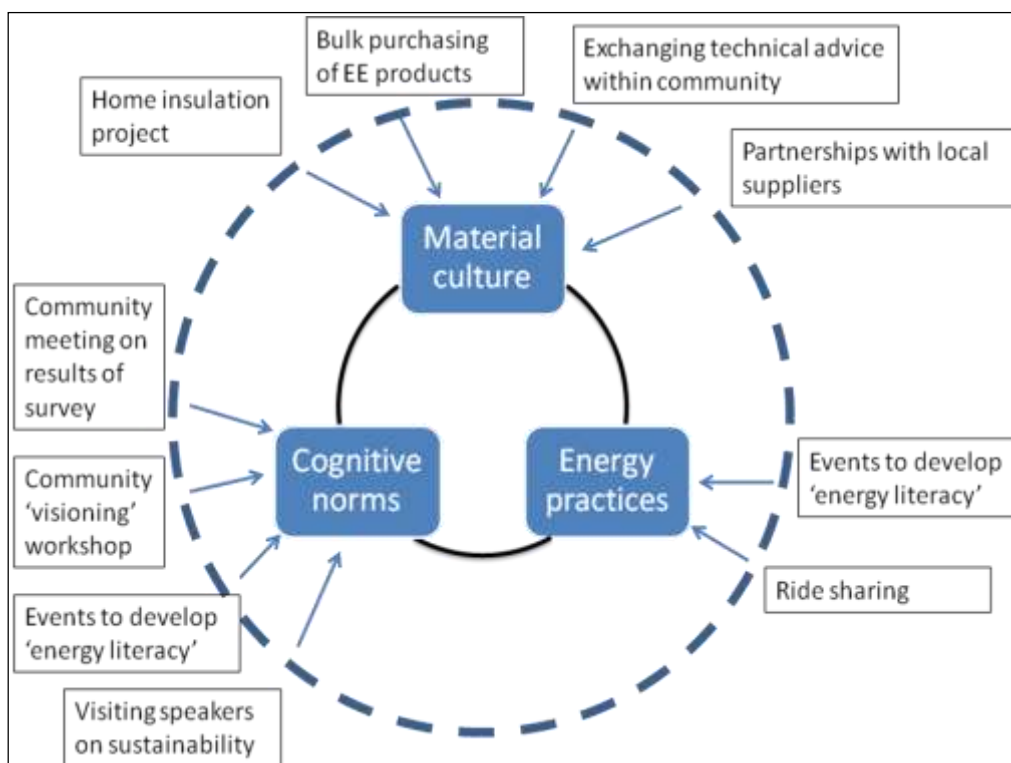 Bulk purchasing
of EE products
Exchanging technical advice
within community
Home insulation
project
Partnerships with local
suppliers
Material
culture
Community
meeting on
results of
survey
Cognitive
norms
Energy
practices
Events to develop
‘energy literacy’
Community
‘visioning’
workshop
Ride sharing
Events to develop
‘energy literacy’
Visiting speakers
on sustainability